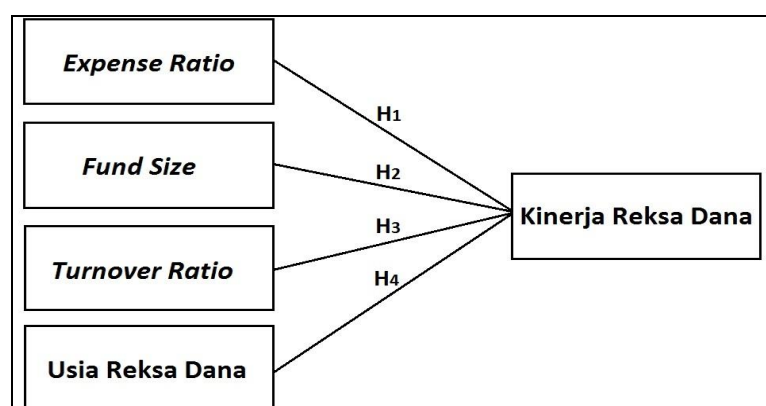 Expense Ratio
H1
Fund Size
H2
Kinerja Reksa Dana
H3
Turnover Ratio
H4
Usia Reksa Dana